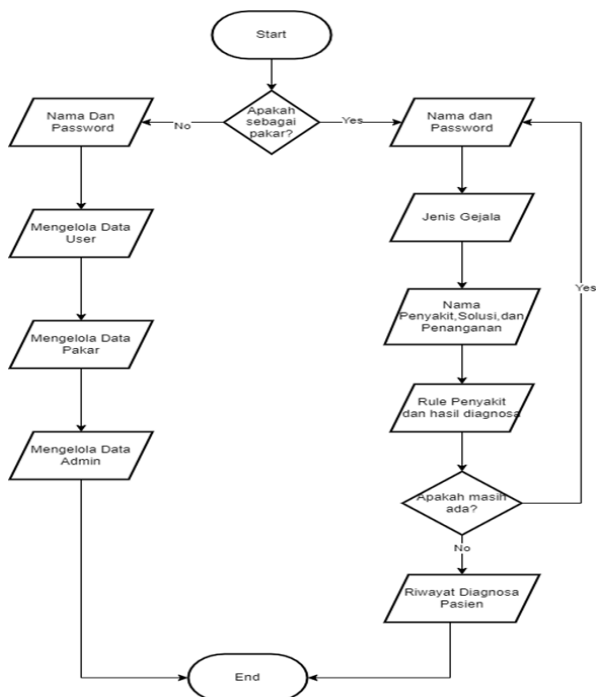 Start
Apakah
sebagai
pakar?
No
Yes
Nama Dan
Password
Nama dan
Password
Mengelola Data
User
Jenis Gejala
Yes
Nama
Penyakit,Solusi,dan
Penanganan
Mengelola Data
Pakar
Rule Penyakit
dan hasil diagnosa
Mengelola Data
Admin
Apakah masih
ada?
No
Riwayat Diagnosa
Pasien
End